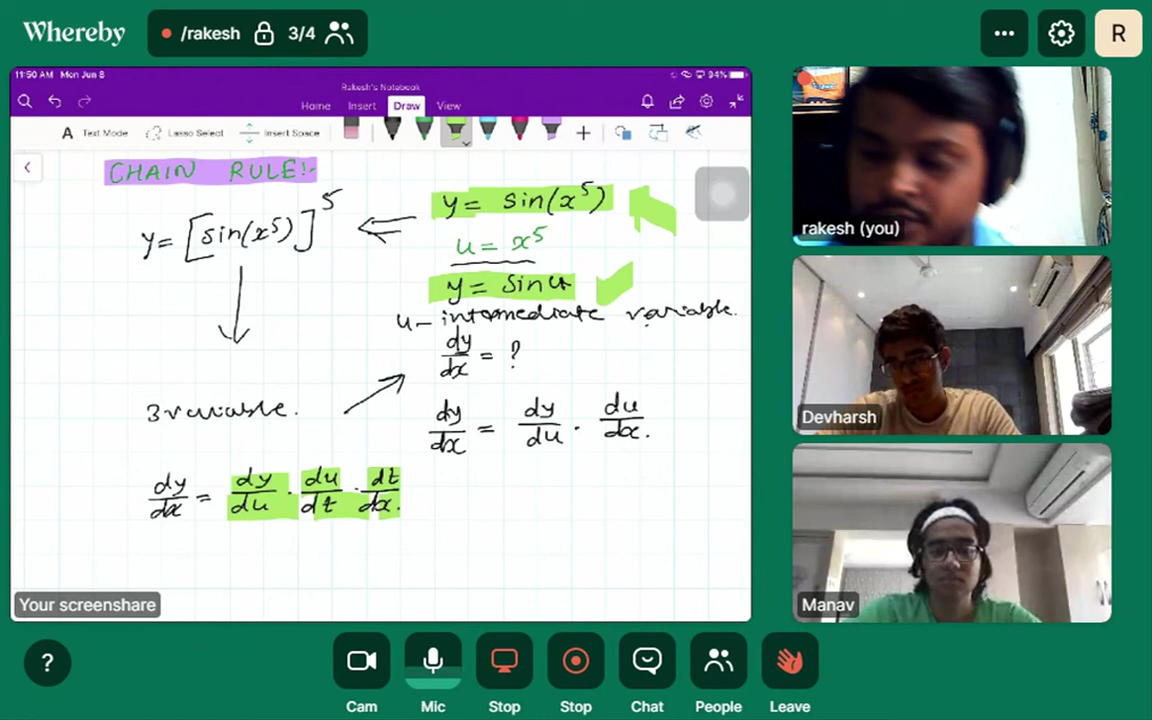 Whereby
/rakesh 3/4
R
11:50 AM Mon Jun 8
94%
Rakesh's Notebook
Home Insert Draw View
A Text Mode Lasso Select Insert Space
CHAIN RULE:-
y = [sin(x⁵)]⁵
y = sin(x⁵)
u = x⁵
y = sin u
u - intermediate variable.
dy/dx = ?
3 variable.
dy/dx = dy/du · du/dx.
dy/dx = dy/du · du/dt · dt/dx.
Your screenshare
rakesh (you)
Devharsh
Manav
?
Cam Mic Stop Stop Chat People Leave